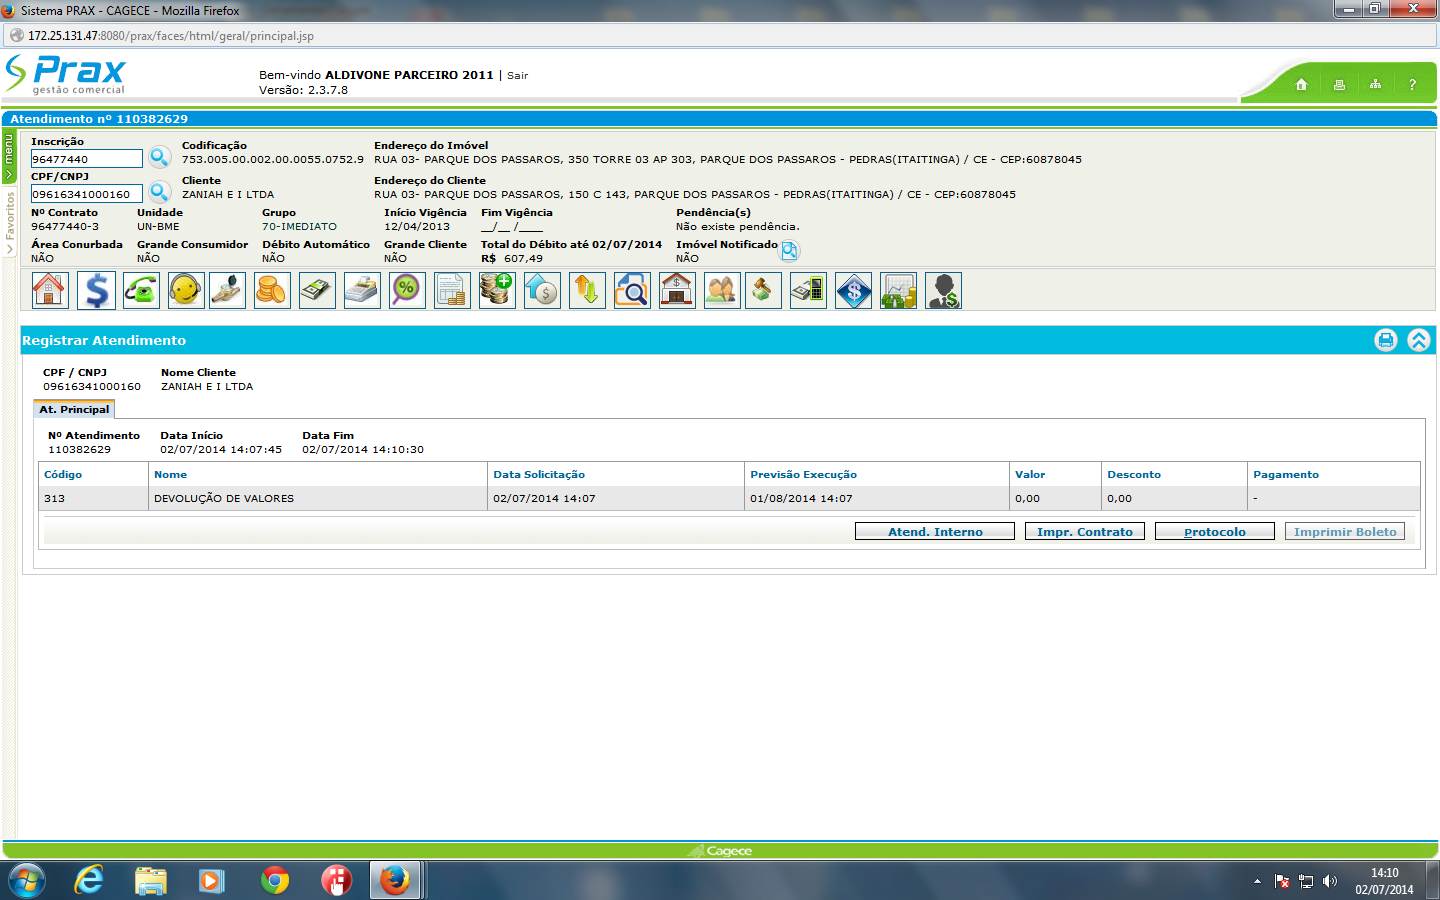 Sistema PRAX - CAGECE - Mozilla Firefox
172.25.131.47:8080/prax/faces/html/geral/principal.jsp
Prax
gestão comercial
Bem-vindo ALDIVONE PARCEIRO 2011 | Sair
Versão: 2.3.7.8
?
Atendimento nº 110382629
menu
Favoritos
Inscrição
96477440
Codificação
753.005.00.002.00.0055.0752.9
Endereço do Imóvel
RUA 03- PARQUE DOS PASSAROS, 350 TORRE 03 AP 303, PARQUE DOS PASSAROS - PEDRAS(ITAITINGA) / CE - CEP:60878045
CPF/CNPJ
09616341000160
Cliente
ZANIAH E I LTDA
Endereço do Cliente
RUA 03- PARQUE DOS PASSAROS, 150 C 143, PARQUE DOS PASSAROS - PEDRAS(ITAITINGA) / CE - CEP:60878045
Nº Contrato Unidade Grupo Início Vigência Fim Vigência Pendência(s)
96477440-3 UN-BME 70-IMEDIATO 12/04/2013 __/__ /____ Não existe pendência.
Área Conurbada Grande Consumidor Débito Automático Grande Cliente Total do Débito até 02/07/2014 Imóvel Notificado
NÃO NÃO NÃO NÃO R$ 607,49 NÃO
Registrar Atendimento
CPF / CNPJ Nome Cliente
09616341000160 ZANIAH E I LTDA
At. Principal
Nº Atendimento Data Início Data Fim
110382629 02/07/2014 14:07:45 02/07/2014 14:10:30
Código Nome Data Solicitação Previsão Execução Valor Desconto Pagamento
313 DEVOLUÇÃO DE VALORES 02/07/2014 14:07 01/08/2014 14:07 0,00 0,00 -
Atend. Interno Impr. Contrato Protocolo Imprimir Boleto
Cagece
14:10
02/07/2014